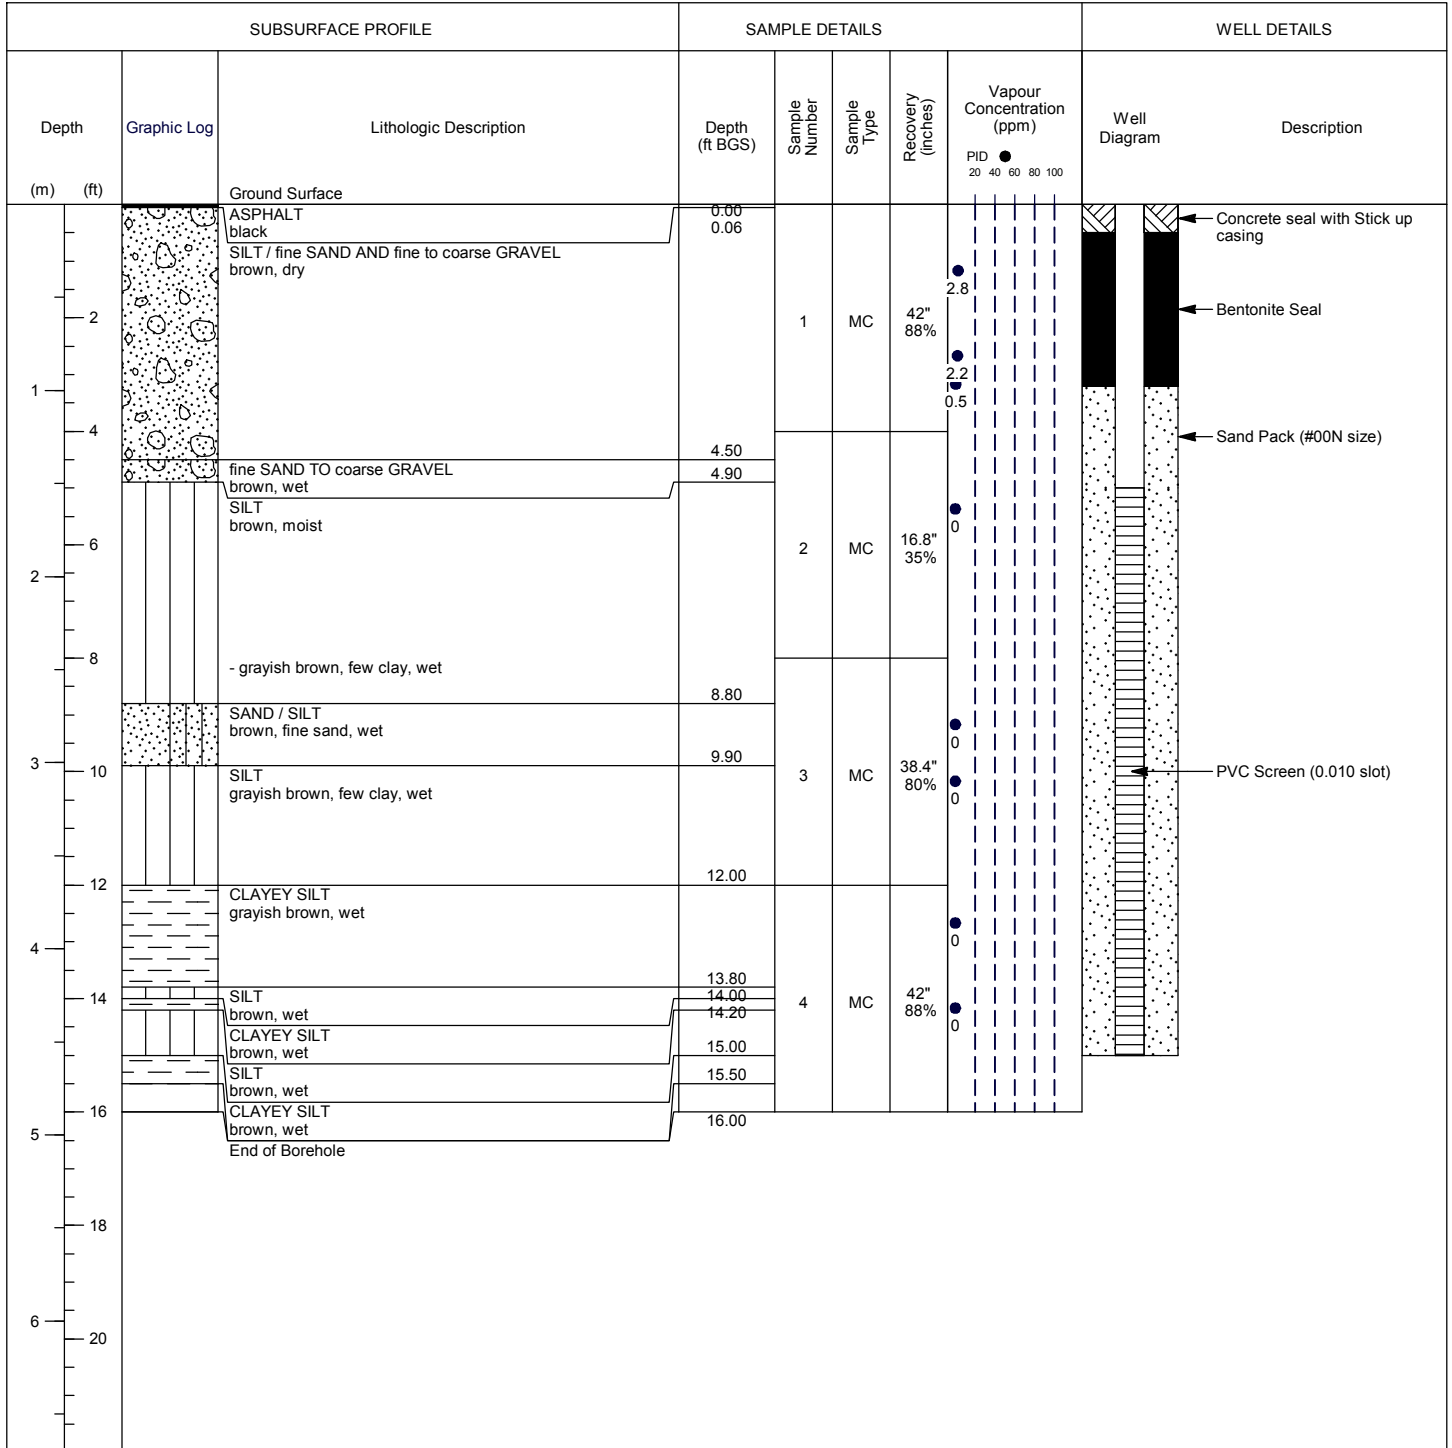 SUBSURFACE PROFILE
SAMPLE DETAILS
WELL DETAILS
Depth
(m)
(ft)
Graphic Log
Lithologic Description
Depth
(ft BGS)
Sample
Number
Sample
Type
Recovery
(inches)
Vapour
Concentration
(ppm)
PID
20 40 60 80 100
Well
Diagram
Description
Ground Surface
ASPHALT
black
0.00
0.06
SILT / fine SAND AND fine to coarse GRAVEL
brown, dry
4.50
fine SAND TO coarse GRAVEL
brown, wet
4.90
SILT
brown, moist
- grayish brown, few clay, wet
8.80
SAND / SILT
brown, fine sand, wet
9.90
SILT
grayish brown, few clay, wet
12.00
CLAYEY SILT
grayish brown, wet
13.80
SILT
brown, wet
14.00
CLAYEY SILT
brown, wet
14.20
SILT
brown, wet
15.00
CLAYEY SILT
brown, wet
15.50
16.00
End of Borehole
1
2
3
4
5
6
2
4
6
8
10
12
14
16
18
20
1
MC
42"
88%
2
MC
16.8"
35%
3
MC
38.4"
80%
4
MC
42"
88%
2.8
2.2
0.5
0
0
0
0
0
Concrete seal with Stick up
casing
Bentonite Seal
Sand Pack (#00N size)
PVC Screen (0.010 slot)